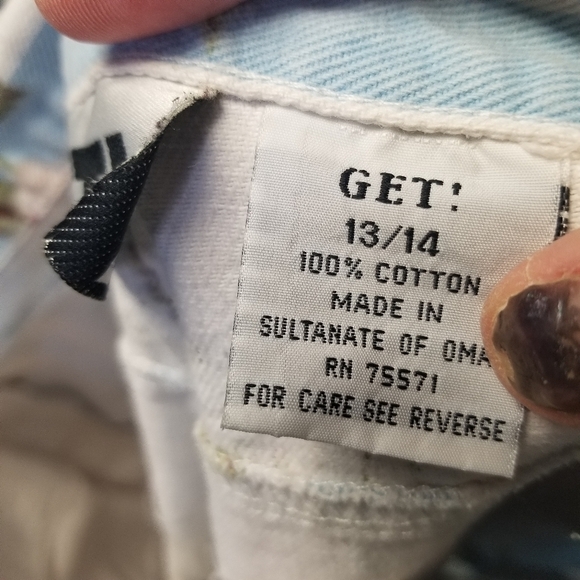 GET!
13/14
100% COTTON
MADE IN
SULTANATE OF OMA
RN 75571
FOR CARE SEE REVERSE